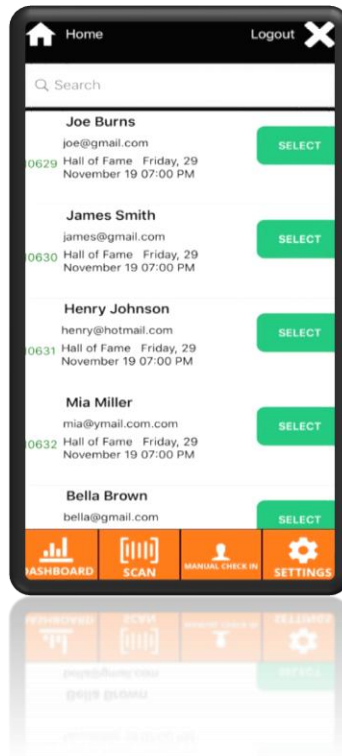 Home Logout
Search
Joe Burns
joe@gmail.com
SELECT
0629 Hall of Fame Friday, 29
November 19 07:00 PM
James Smith
james@gmail.com
SELECT
0630 Hall of Fame Friday, 29
November 19 07:00 PM
Henry Johnson
henry@hotmail.com
SELECT
0631 Hall of Fame Friday, 29
November 19 07:00 PM
Mia Miller
mia@ymail.com.com
SELECT
0632 Hall of Fame Friday, 29
November 19 07:00 PM
Bella Brown
bella@gmail.com
SELECT
DASHBOARD SCAN MANUAL CHECK IN SETTINGS